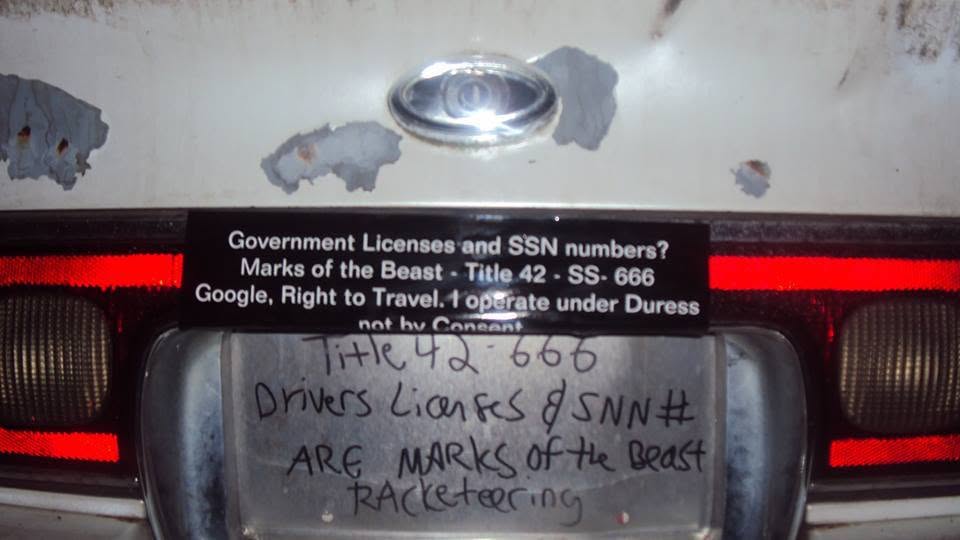 Government Licenses and SSN numbers?
Marks of the Beast - Title 42 - SS- 666
Google, Right to Travel. I operate under Duress
not by Consent
Title 42-666
Drivers Licenses & SNN#
ARE MARKS of the Beast
RACKeteering